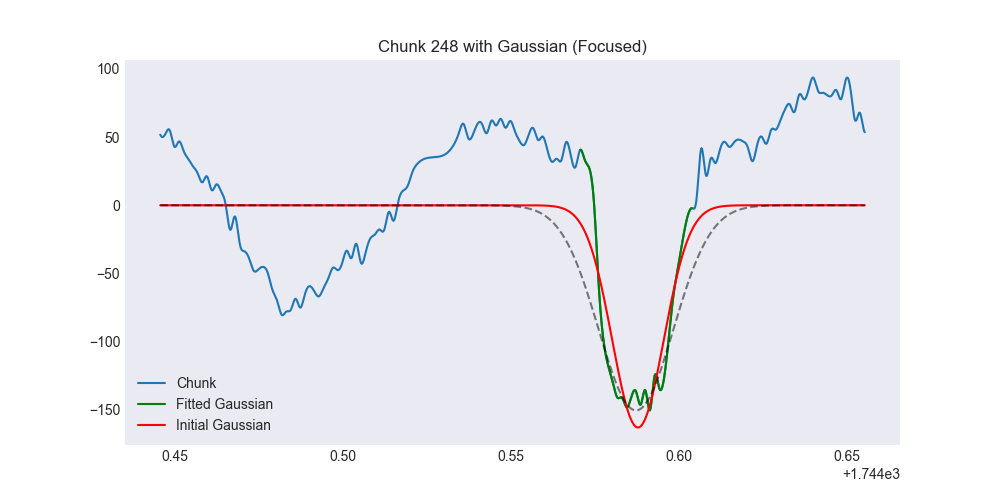 Chunk 248 with Gaussian (Focused)
100
50
0
−50
−100
−150
Chunk
Fitted Gaussian
Initial Gaussian
0.45 0.50 0.55 0.60 0.65
+1.744e3